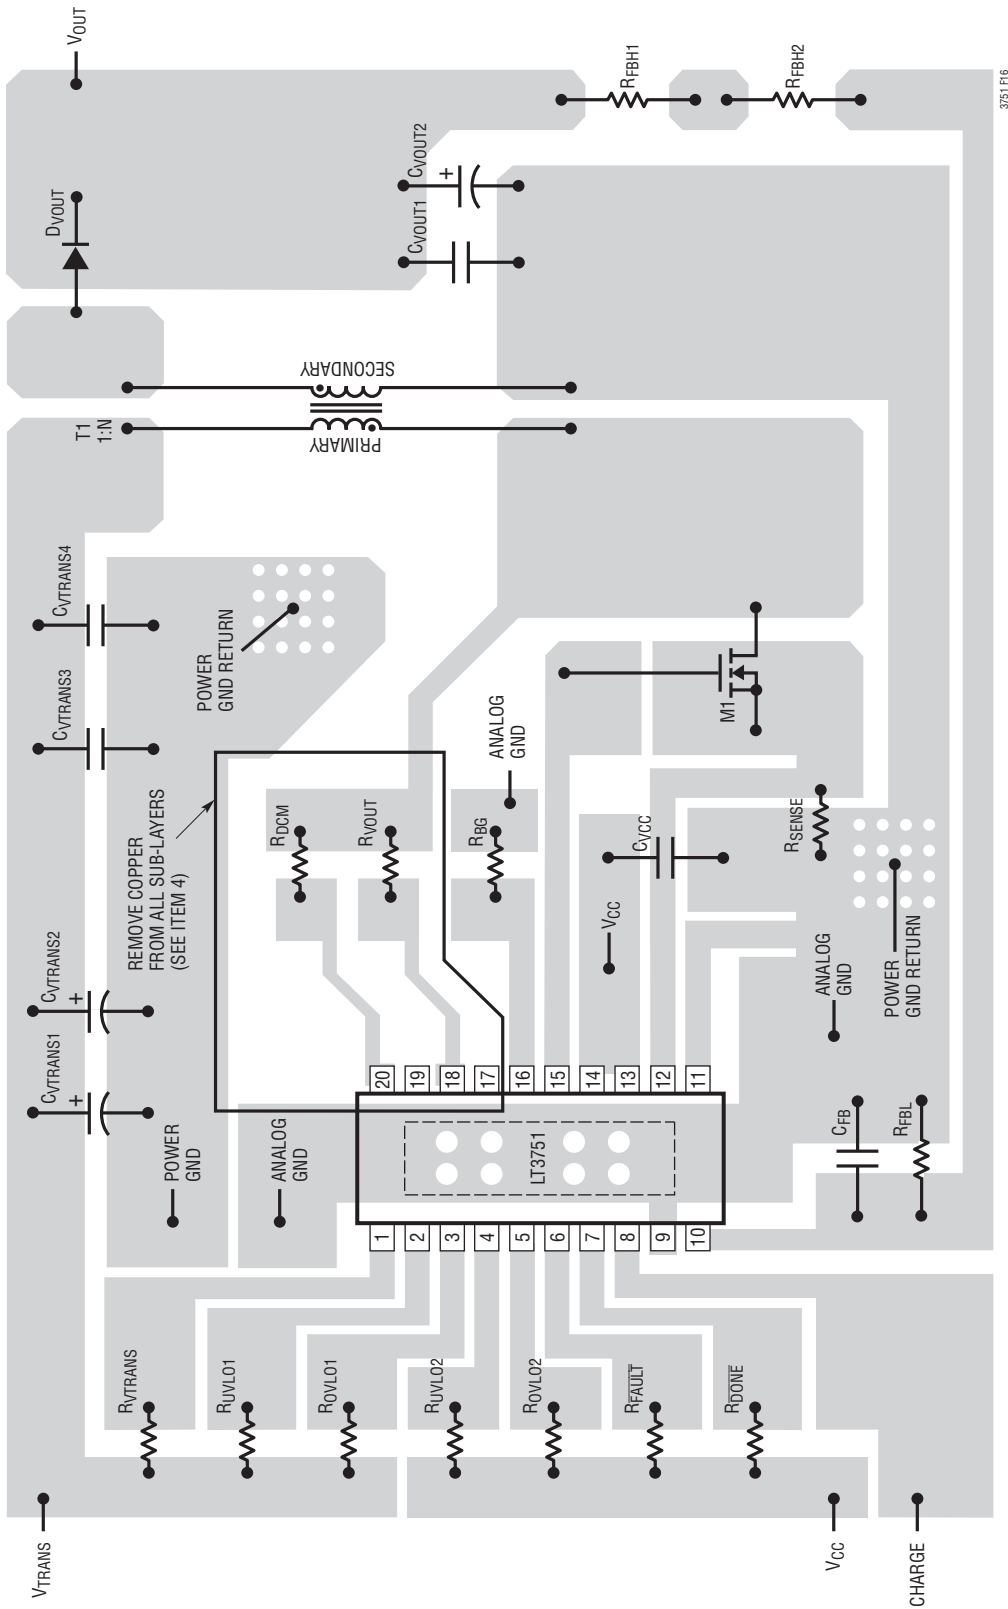 VOUT
DVOUT
CVOUT2
+
CVOUT1
RFBH1
RFBH2
3751 F16
SECONDARY
T1
1:N
PRIMARY
CVTRANS4
CVTRANS3
POWER
GND RETURN
ANALOG
GND
M1
REMOVE COPPER
FROM ALL SUB-LAYERS
(SEE ITEM 4)
RDCM
RVOUT
RBG
CVCC
RSENSE
CVTRANS2
+
CVTRANS1
+
VCC
ANALOG
GND
POWER
GND RETURN
POWER
GND
ANALOG
GND
20
19
18
17
16
15
14
13
12
11
LT3751
1
2
3
4
5
6
7
8
9
10
CFB
RFBL
RVTRANS
RUVLO1
ROVLO1
RUVLO2
ROVLO2
RFAULT
RDONE
VTRANS
VCC
CHARGE